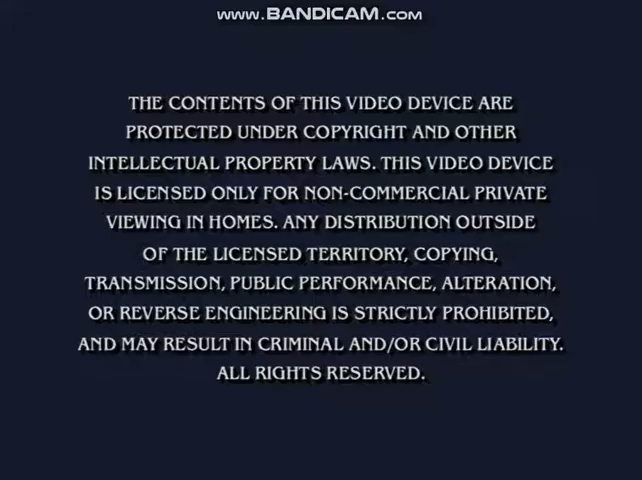 www.BANDICAM.com
THE CONTENTS OF THIS VIDEO DEVICE ARE
PROTECTED UNDER COPYRIGHT AND OTHER
INTELLECTUAL PROPERTY LAWS. THIS VIDEO DEVICE
IS LICENSED ONLY FOR NON-COMMERCIAL PRIVATE
VIEWING IN HOMES. ANY DISTRIBUTION OUTSIDE
OF THE LICENSED TERRITORY, COPYING,
TRANSMISSION, PUBLIC PERFORMANCE, ALTERATION,
OR REVERSE ENGINEERING IS STRICTLY PROHIBITED,
AND MAY RESULT IN CRIMINAL AND/OR CIVIL LIABILITY.
ALL RIGHTS RESERVED.